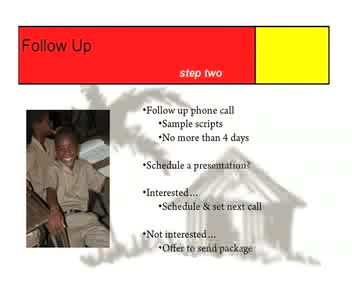 Follow Up
step two
•Follow up phone call
•Sample scripts
•No more than 4 days
•Schedule a presentation?
•Interested…
•Schedule & set next call
•Not interested…
•Offer to send package